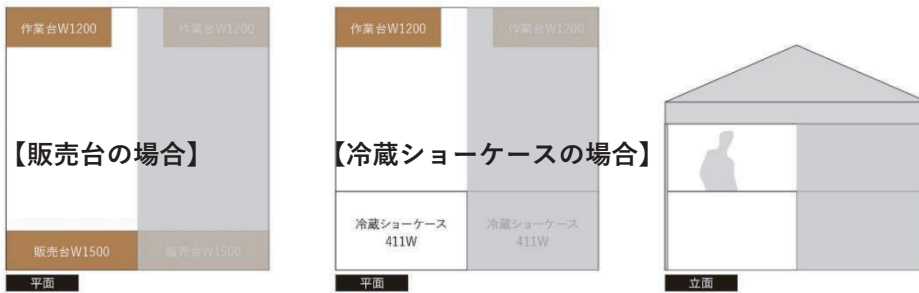 作業台W1200
作業台W1200
【販売台の場合】
販売台W1500
販売台W1500
平面
作業台W1200
作業台W1200
【冷蔵ショーケースの場合】
冷蔵ショーケース
411W
冷蔵ショーケース
411W
平面
立面